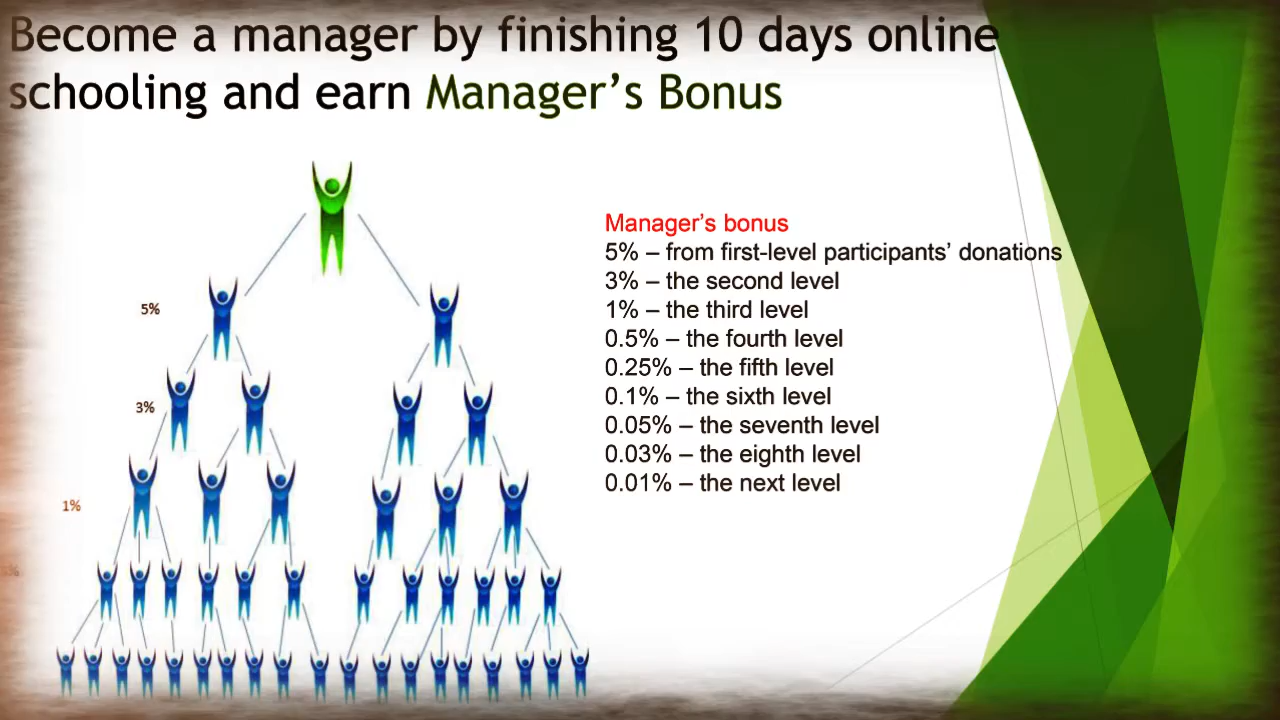 Become a manager by finishing 10 days online
schooling and earn Manager's Bonus
Manager's bonus
5% – from first-level participants' donations
3% – the second level
1% – the third level
0.5% – the fourth level
0.25% – the fifth level
0.1% – the sixth level
0.05% – the seventh level
0.03% – the eighth level
0.01% – the next level
5%
3%
1%